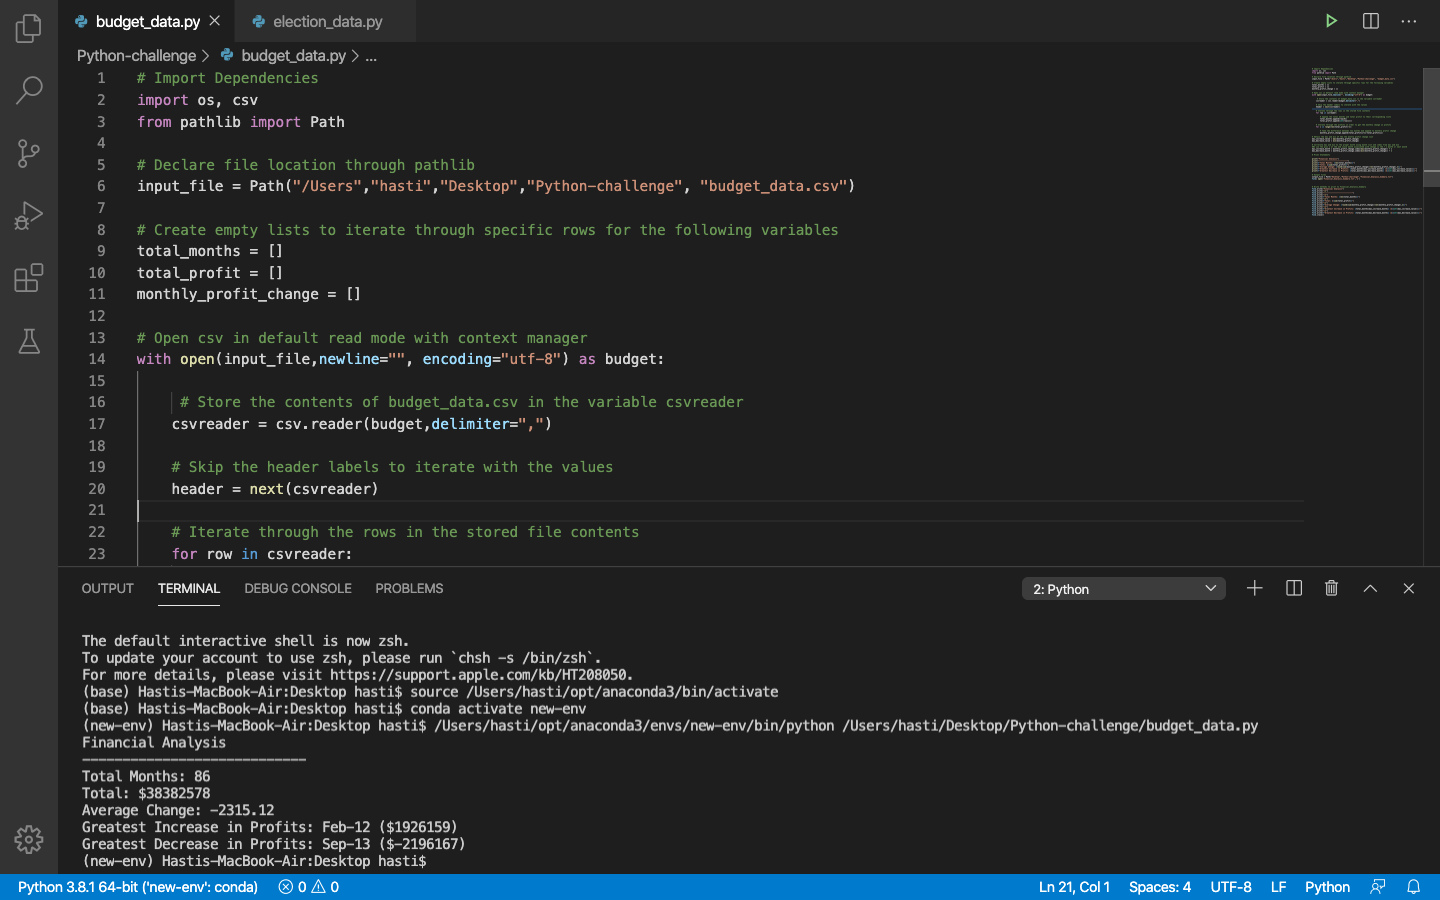 budget_data.py
election_data.py
Python-challenge > budget_data.py > ...
1 # Import Dependencies
2 import os, csv
3 from pathlib import Path
4
5 # Declare file location through pathlib
6 input_file = Path("/Users","hasti","Desktop","Python-challenge", "budget_data.csv")
7
8 # Create empty lists to iterate through specific rows for the following variables
9 total_months = []
10 total_profit = []
11 monthly_profit_change = []
12
13 # Open csv in default read mode with context manager
14 with open(input_file,newline="", encoding="utf-8") as budget:
15
16 # Store the contents of budget_data.csv in the variable csvreader
17 csvreader = csv.reader(budget,delimiter=",")
18
19 # Skip the header labels to iterate with the values
20 header = next(csvreader)
21
22 # Iterate through the rows in the stored file contents
23 for row in csvreader:
OUTPUT TERMINAL DEBUG CONSOLE PROBLEMS 2: Python
The default interactive shell is now zsh.
To update your account to use zsh, please run `chsh -s /bin/zsh`.
For more details, please visit https://support.apple.com/kb/HT208050.
(base) Hastis-MacBook-Air:Desktop hasti$ source /Users/hasti/opt/anaconda3/bin/activate
(base) Hastis-MacBook-Air:Desktop hasti$ conda activate new-env
(new-env) Hastis-MacBook-Air:Desktop hasti$ /Users/hasti/opt/anaconda3/envs/new-env/bin/python /Users/hasti/Desktop/Python-challenge/budget_data.py
Financial Analysis
----------------------------
Total Months: 86
Total: $38382578
Average Change: -2315.12
Greatest Increase in Profits: Feb-12 ($1926159)
Greatest Decrease in Profits: Sep-13 ($-2196167)
(new-env) Hastis-MacBook-Air:Desktop hasti$
Python 3.8.1 64-bit ('new-env': conda) 0 0 Ln 21, Col 1 Spaces: 4 UTF-8 LF Python